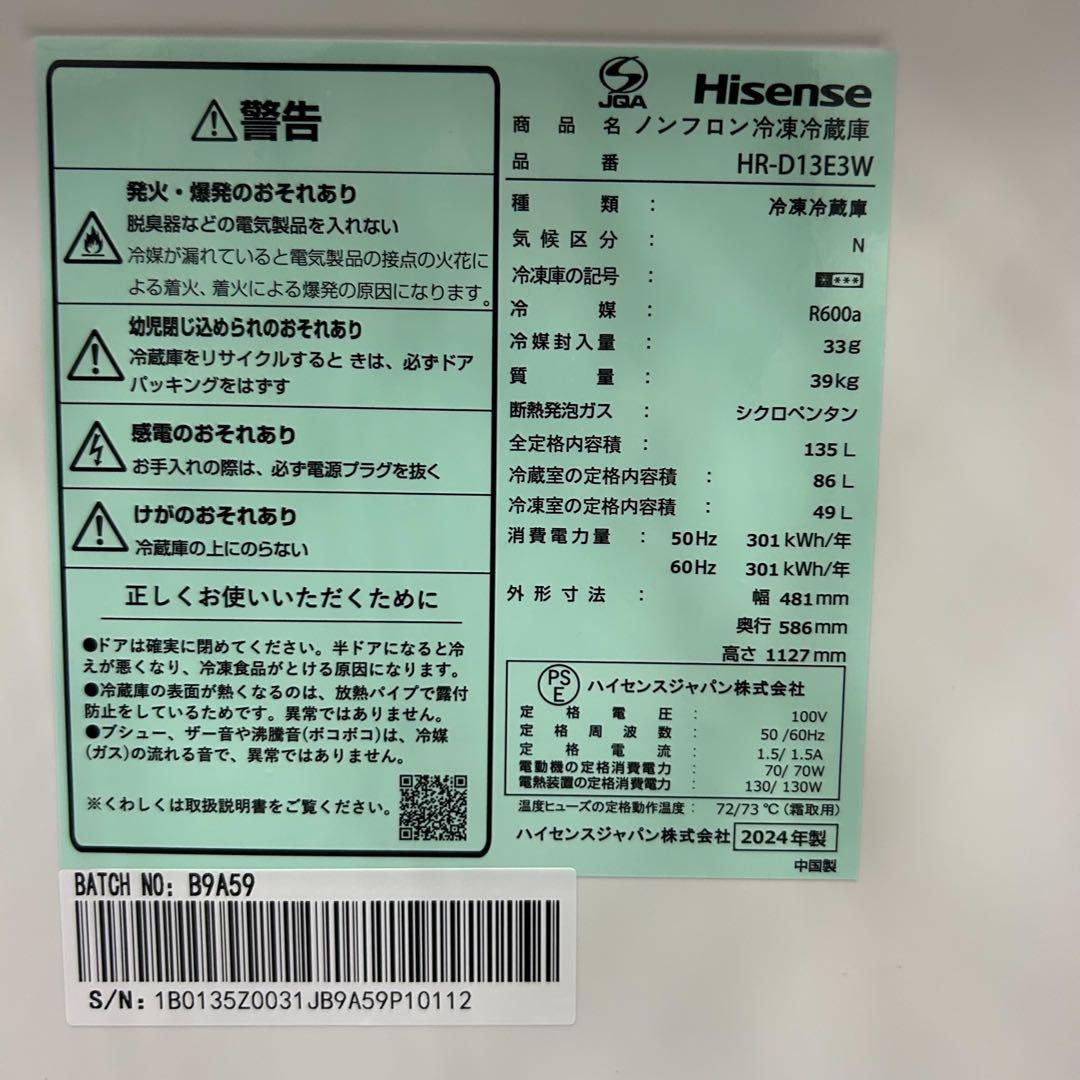 警告
発火・爆発のおそれあり
脱臭器などの電気製品を入れない
冷媒が漏れていると電気製品の接点の火花に
よる着火、着火による爆発の原因になります。
幼児閉じ込められのおそれあり
冷蔵庫をリサイクルすると きは、必ずドア
パッキングをはずす
感電のおそれあり
お手入れの際は、必ず電源プラグを抜く
けがのおそれあり
冷蔵庫の上にのらない
正しくお使いいただくために
●ドアは確実に閉めてください。半ドアになると冷
えが悪くなり、冷凍食品がとける原因になります。
●冷蔵庫の表面が熱くなるのは、放熱パイプで露付
防止をしているためです。異常ではありません。
●プシュー、ザー音や沸騰音(ポコポコ)は、冷媒
(ガス)の流れる音で、異常ではありません。
※くわしくは取扱説明書をご覧ください。
JQA Hisense
商品名 ノンフロン冷凍冷蔵庫
品番 HR-D13E3W
種類 : 冷凍冷蔵庫
気候区分 : N
冷凍庫の記号 : ****
冷媒 : R600a
冷媒封入量 : 33g
質量 : 39kg
断熱発泡ガス : シクロペンタン
全定格内容積 : 135 L
冷蔵室の定格内容積 : 86 L
冷凍室の定格内容積 : 49 L
消費電力量 : 50Hz 301 kWh/年
60Hz 301 kWh/年
外形寸法 : 幅 481mm
奥行 586mm
高さ 1127mm
PSE ハイセンスジャパン株式会社
定格電圧 : 100V
定格周波数 : 50 /60Hz
定格電流 : 1.5/ 1.5A
電動機の定格消費電力 : 70/ 70W
電熱装置の定格消費電力 : 130/ 130W
温度ヒューズの定格動作温度 : 72/73 ℃ (霜取用)
ハイセンスジャパン株式会社 2024年製
中国製
BATCH NO: B9A59
S/N: 1B0135Z0031JB9A59P10112